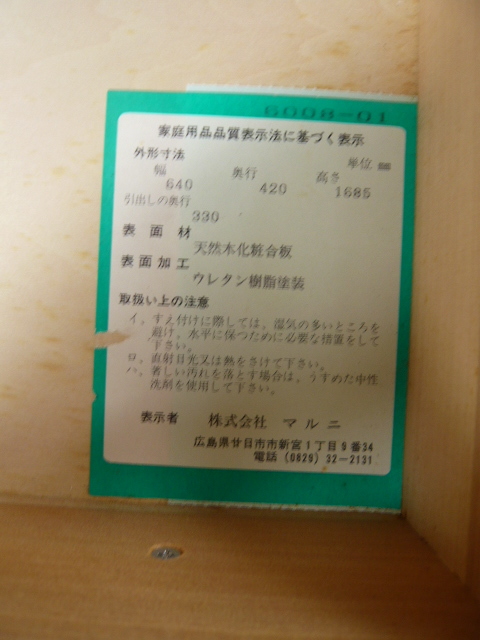 6008-01
家庭用品品質表示法に基づく表示
外形寸法 単位 ㎜
幅 奥行 高さ
640 420 1685
引出しの奥行
330
表面材
天然木化粧合板
表面加工
ウレタン樹脂塗装
取扱い上の注意
イ、すえ付けに際しては、湿気の多いところを
避け、水平に保つために必要な措置をして
下さい。
ロ、直射日光又は熱をさけて下さい。
ハ、著しい汚れを落とす場合は、うすめた中性
洗剤を使用して下さい。
表示者 株式会社 マルニ
広島県廿日市市新宮1丁目9番34
電話 (0829) 32-2131